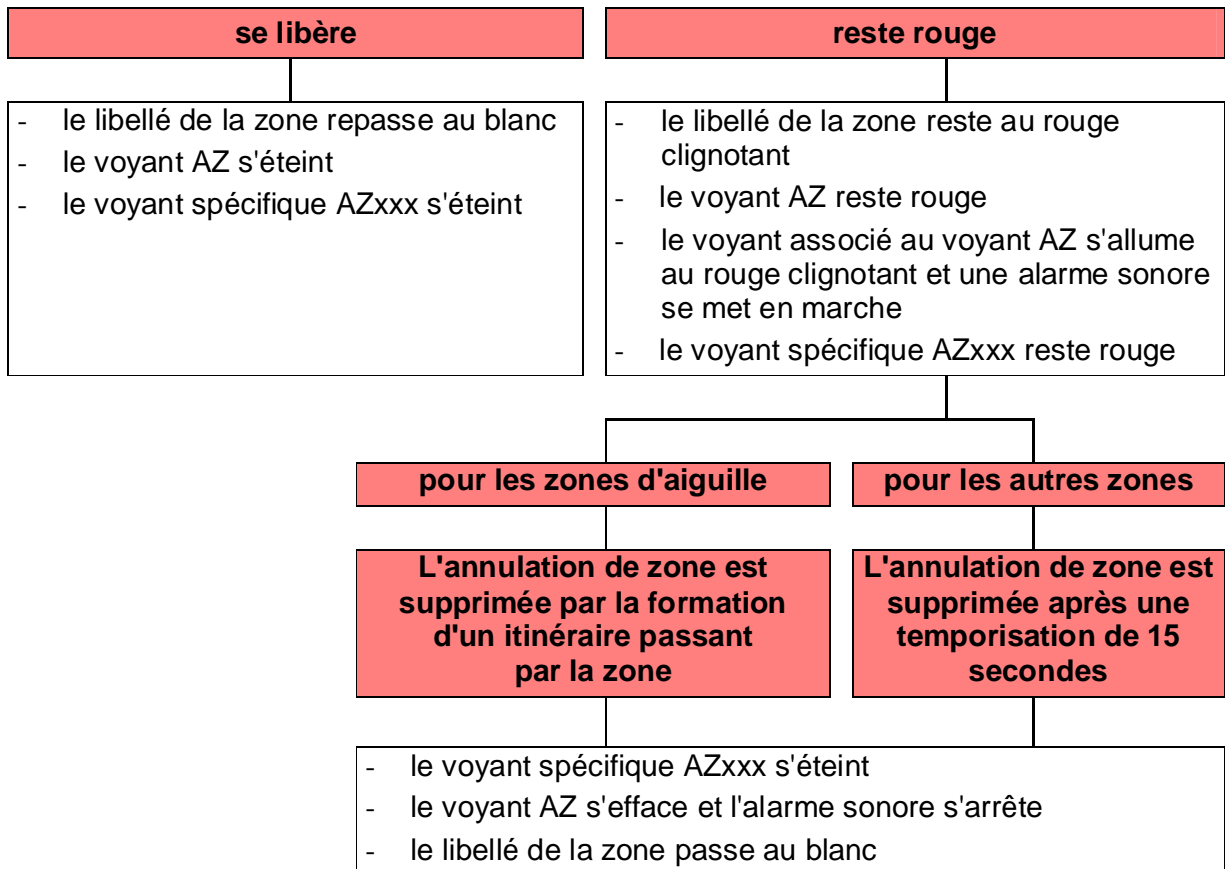 se libère
reste rouge
- le libellé de la zone repasse au blanc
- le voyant AZ s'éteint
- le voyant spécifique AZxxx s'éteint
- le libellé de la zone reste au rouge
clignotant
- le voyant AZ reste rouge
- le voyant associé au voyant AZ s'allume
au rouge clignotant et une alarme sonore
se met en marche
- le voyant spécifique AZxxx reste rouge
pour les zones d'aiguille
pour les autres zones
L'annulation de zone est
supprimée par la formation
d'un itinéraire passant
par la zone
L'annulation de zone est
supprimée après une
temporisation de 15
secondes
- le voyant spécifique AZxxx s'éteint
- le voyant AZ s'efface et l'alarme sonore s'arrête
- le libellé de la zone passe au blanc